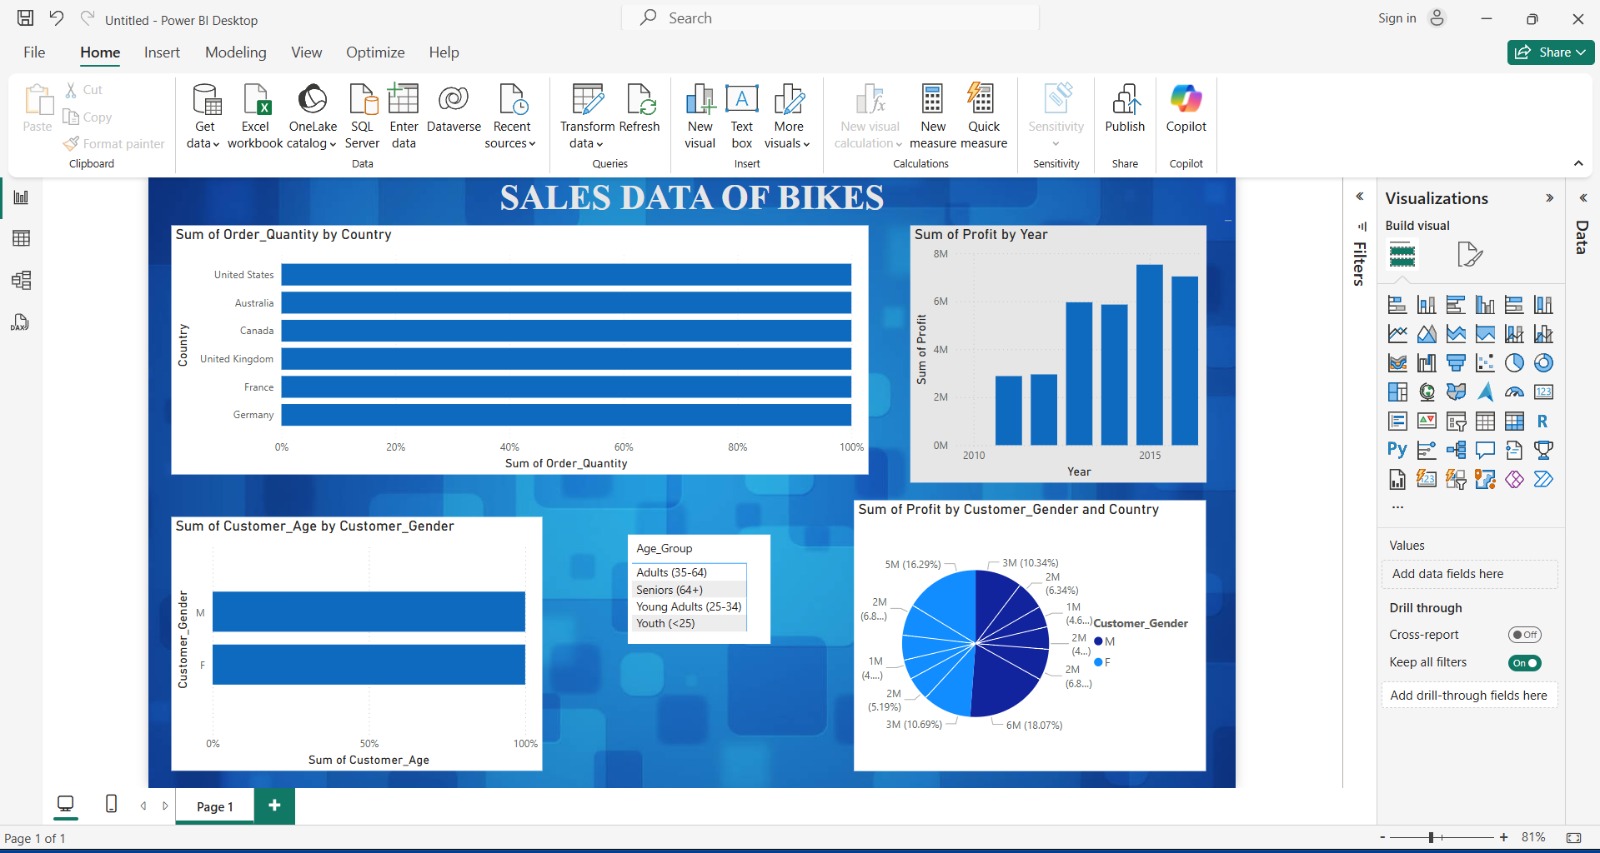 Untitled - Power BI Desktop
Search
Sign in
File Home Insert Modeling View Optimize Help
Share
Paste
Cut
Copy
Format painter
Clipboard
Get data
Excel workbook
OneLake catalog
SQL Server
Enter data
Dataverse
Recent sources
Data
Transform data
Refresh
Queries
New visual
Text box
More visuals
Insert
New visual calculation
New measure
Quick measure
Calculations
Sensitivity
Sensitivity
Publish
Share
Copilot
Copilot
SALES DATA OF BIKES
Sum of Order_Quantity by Country
Country
United States
Australia
Canada
United Kingdom
France
Germany
0% 20% 40% 60% 80% 100%
Sum of Order_Quantity
Sum of Profit by Year
Sum of Profit
8M
6M
4M
2M
0M
2010 2015
Year
Sum of Customer_Age by Customer_Gender
Customer_Gender
M
F
0% 50% 100%
Sum of Customer_Age
Age_Group
Adults (35-64)
Seniors (64+)
Young Adults (25-34)
Youth (<25)
Sum of Profit by Customer_Gender and Country
5M (16.29%)
3M (10.34%)
2M
(6.34%)
1M
(4.6...)
2M
(4...)
2M
(6.8...)
6M (18.07%)
3M (10.69%)
2M
(5.19%)
1M
(4....)
2M
(6.8...)
Customer_Gender
M
F
Filters
Visualizations
Build visual
123
R
Py
123
...
Values
Add data fields here
Drill through
Cross-report
Off
Keep all filters
On
Add drill-through fields here
Data
DAX
Page 1
Page 1 of 1
81%